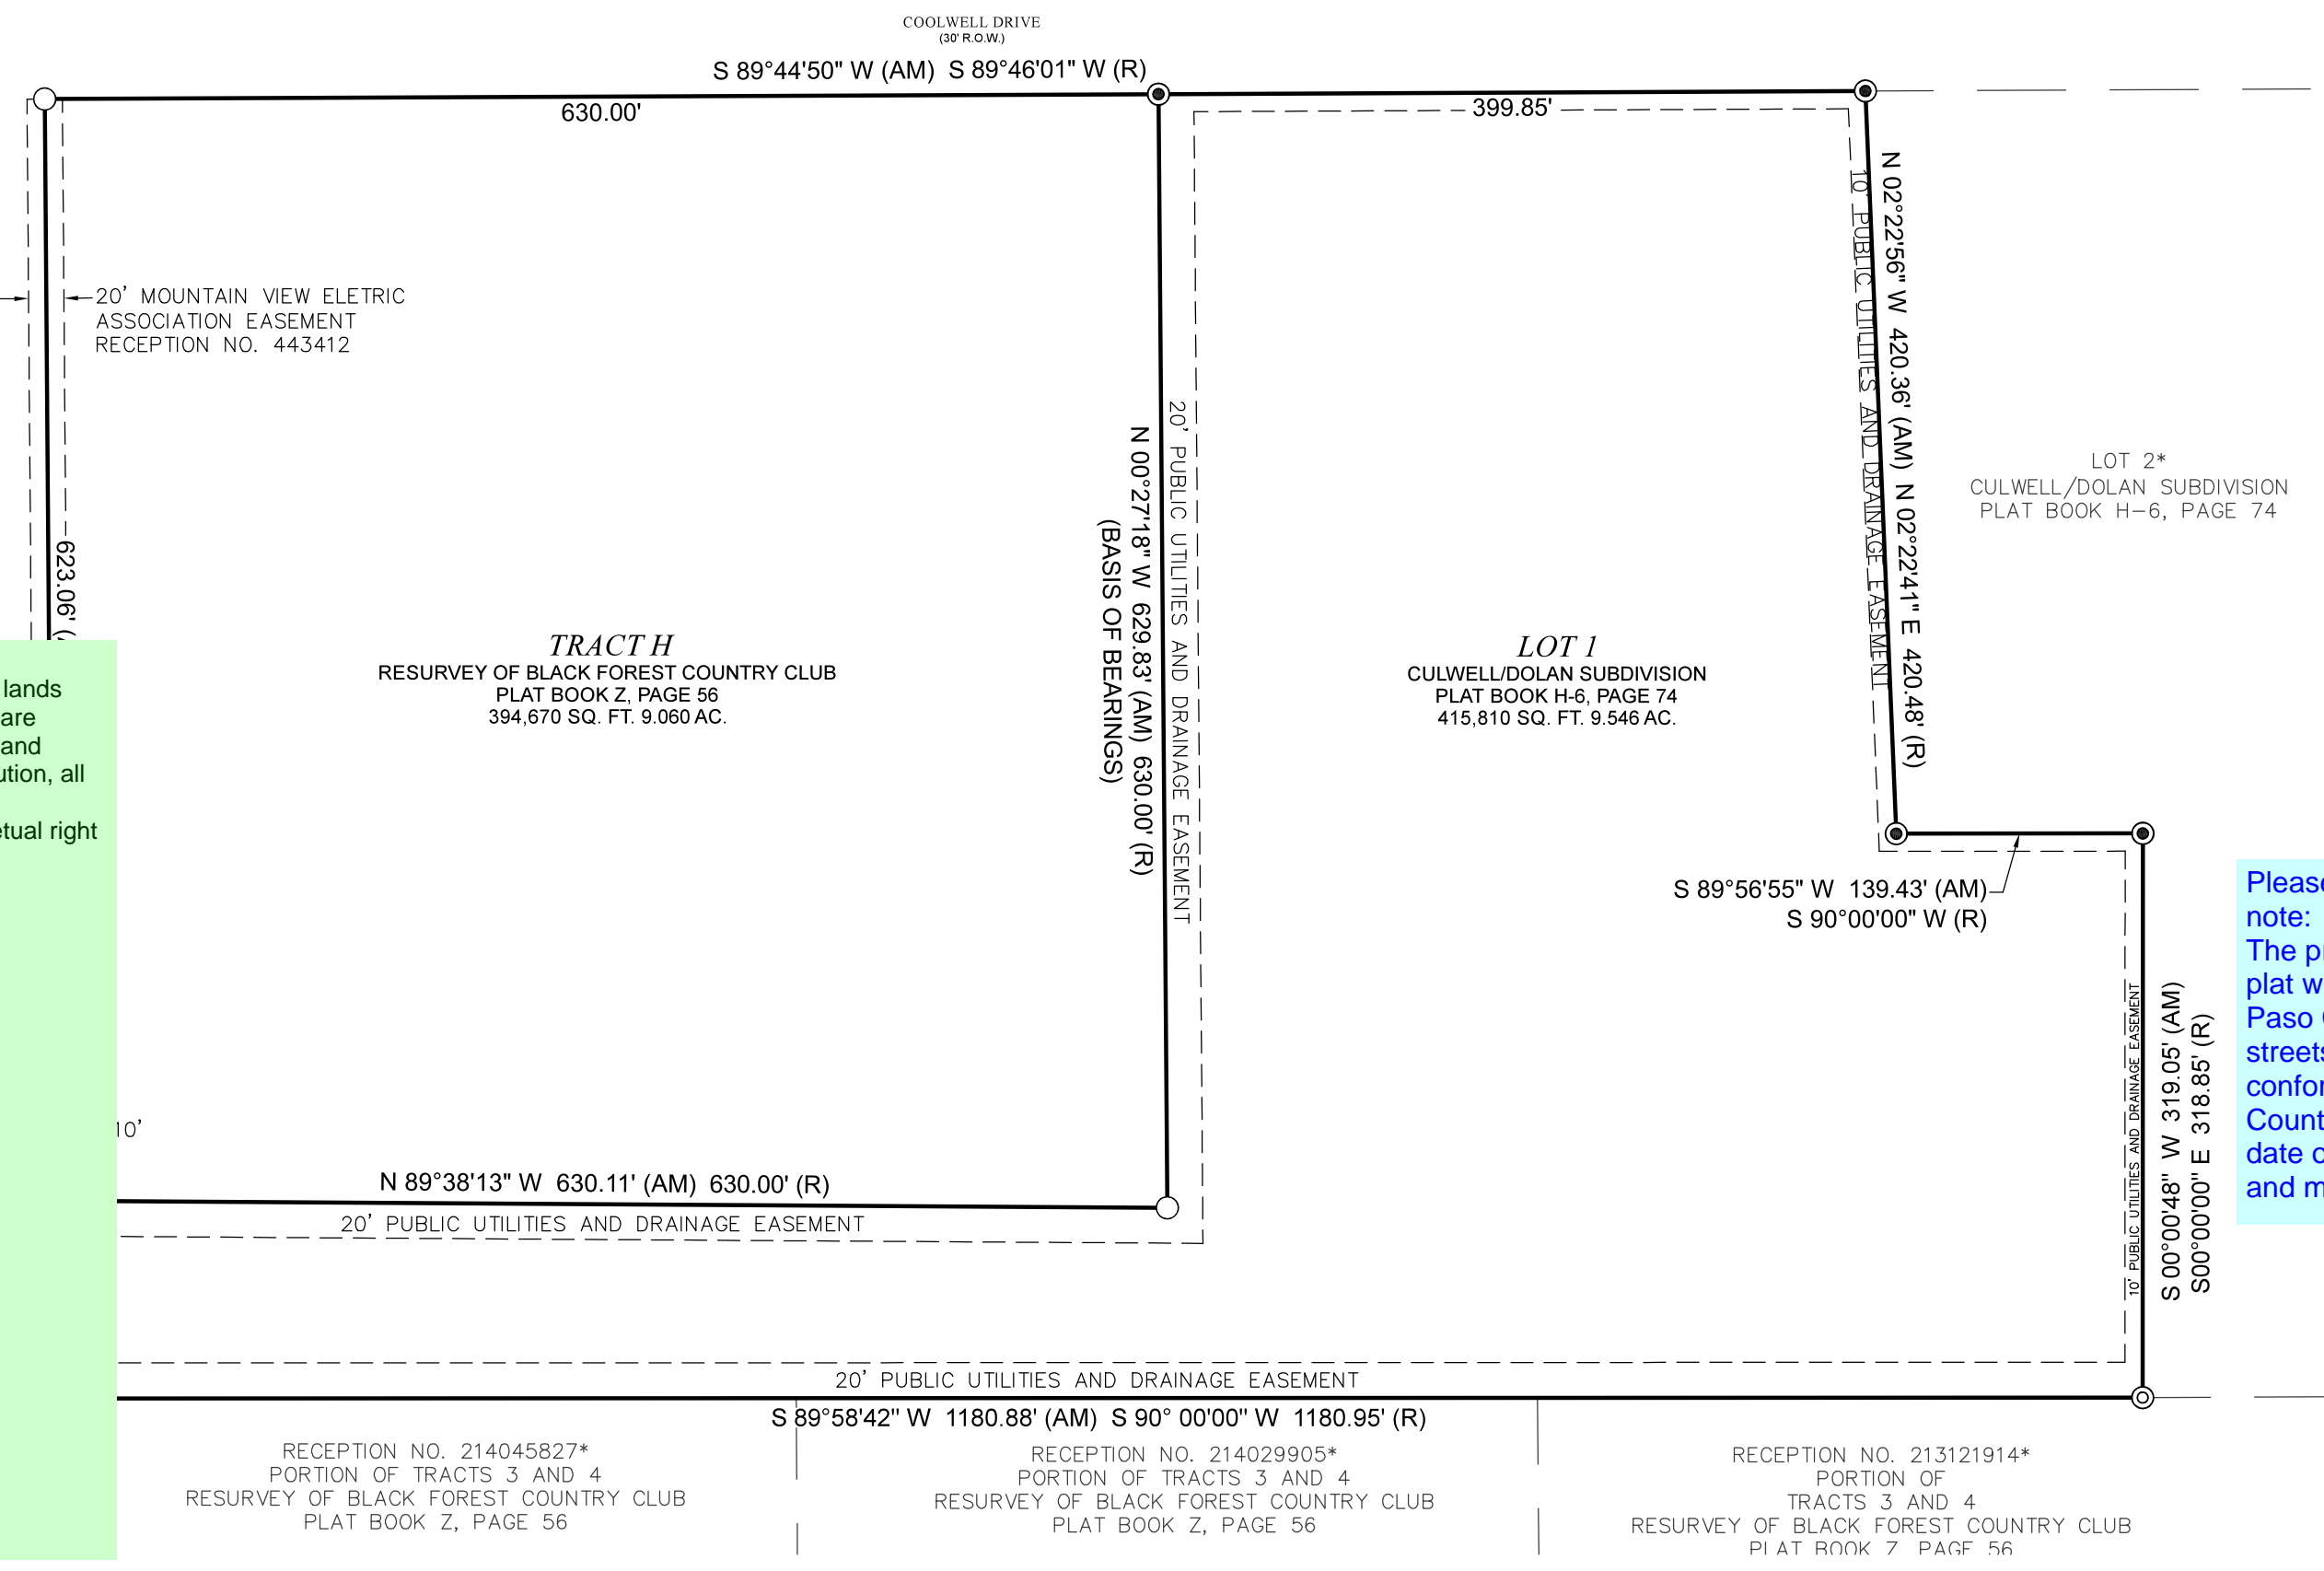 COOLWELL DRIVE
(30' R.O.W.)
S 89°44'50" W (AM) S 89°46'01" W (R)
630.00'
399.85'
20' MOUNTAIN VIEW ELETRIC
ASSOCIATION EASEMENT
RECEPTION NO. 443412
623.06'
TRACT H
RESURVEY OF BLACK FOREST COUNTRY CLUB
PLAT BOOK Z, PAGE 56
394,670 SQ. FT. 9.060 AC.
N 00°27'18" W 629.83' (AM) 630.00' (R)
(BASIS OF BEARINGS)
20' PUBLIC UTILITIES AND DRAINAGE EASEMENT
LOT 1
CULWELL/DOLAN SUBDIVISION
PLAT BOOK H-6, PAGE 74
415,810 SQ. FT. 9.546 AC.
10' PUBLIC UTILITIES AND DRAINAGE EASEMENT
N 02°22'56" W 420.36' (AM) N 02°22'41" E 420.48' (R)
LOT 2*
CULWELL/DOLAN SUBDIVISION
PLAT BOOK H-6, PAGE 74
lands
are
and
ution, all
etual right
S 89°56'55" W 139.43' (AM)
S 90°00'00" W (R)
Please
note:
The p
plat w
Paso
streets
confor
Count
date
and m
10' PUBLIC UTILITIES AND DRAINAGE EASEMENT
S 00°00'48" W 319.05' (AM)
S00°00'00" E 318.85' (R)
10'
N 89°38'13" W 630.11' (AM) 630.00' (R)
20' PUBLIC UTILITIES AND DRAINAGE EASEMENT
20' PUBLIC UTILITIES AND DRAINAGE EASEMENT
S 89°58'42" W 1180.88' (AM) S 90° 00'00" W 1180.95' (R)
RECEPTION NO. 214045827*
PORTION OF TRACTS 3 AND 4
RESURVEY OF BLACK FOREST COUNTRY CLUB
PLAT BOOK Z, PAGE 56
RECEPTION NO. 214029905*
PORTION OF TRACTS 3 AND 4
RESURVEY OF BLACK FOREST COUNTRY CLUB
PLAT BOOK Z, PAGE 56
RECEPTION NO. 213121914*
PORTION OF
TRACTS 3 AND 4
RESURVEY OF BLACK FOREST COUNTRY CLUB
PLAT BOOK Z, PAGE 56